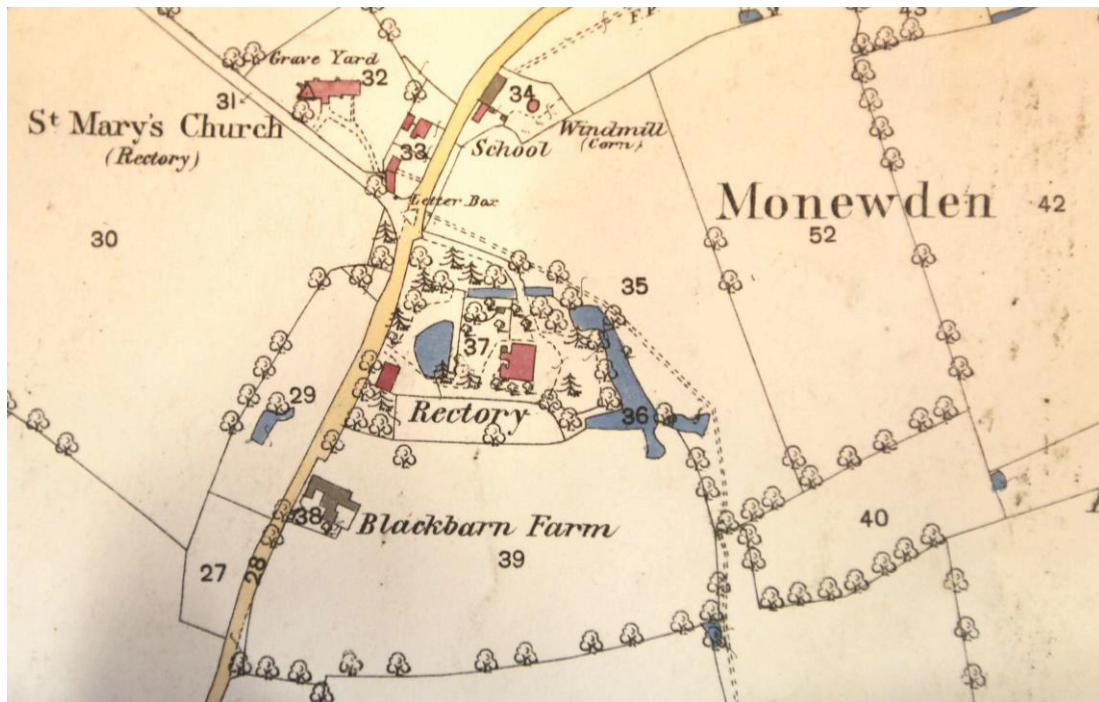 43
F.P.
Grave Yard
32
31
34
St Mary's Church
(Rectory)
Windmill
(Corn)
School
33
Letter Box
Monewden
42
52
30
35
37
29
Rectory
36
38
Blackbarn Farm
40
39
27
28